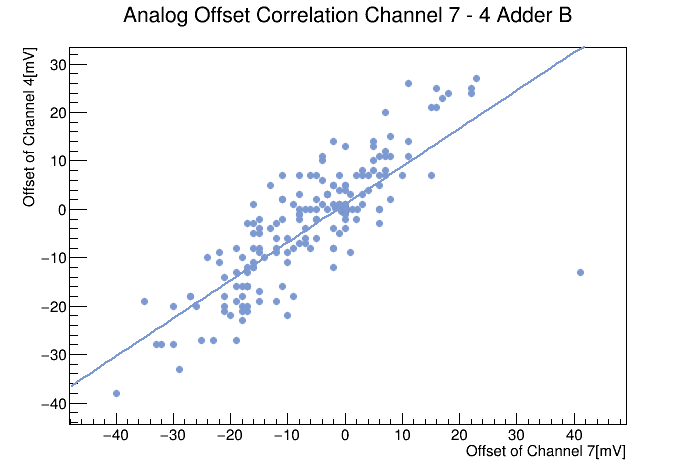 Analog Offset Correlation Channel 7 - 4 Adder B
Offset of Channel 4[mV]
30
20
10
0
−10
−20
−30
−40
−40 −30 −20 −10 0 10 20 30 40
Offset of Channel 7[mV]